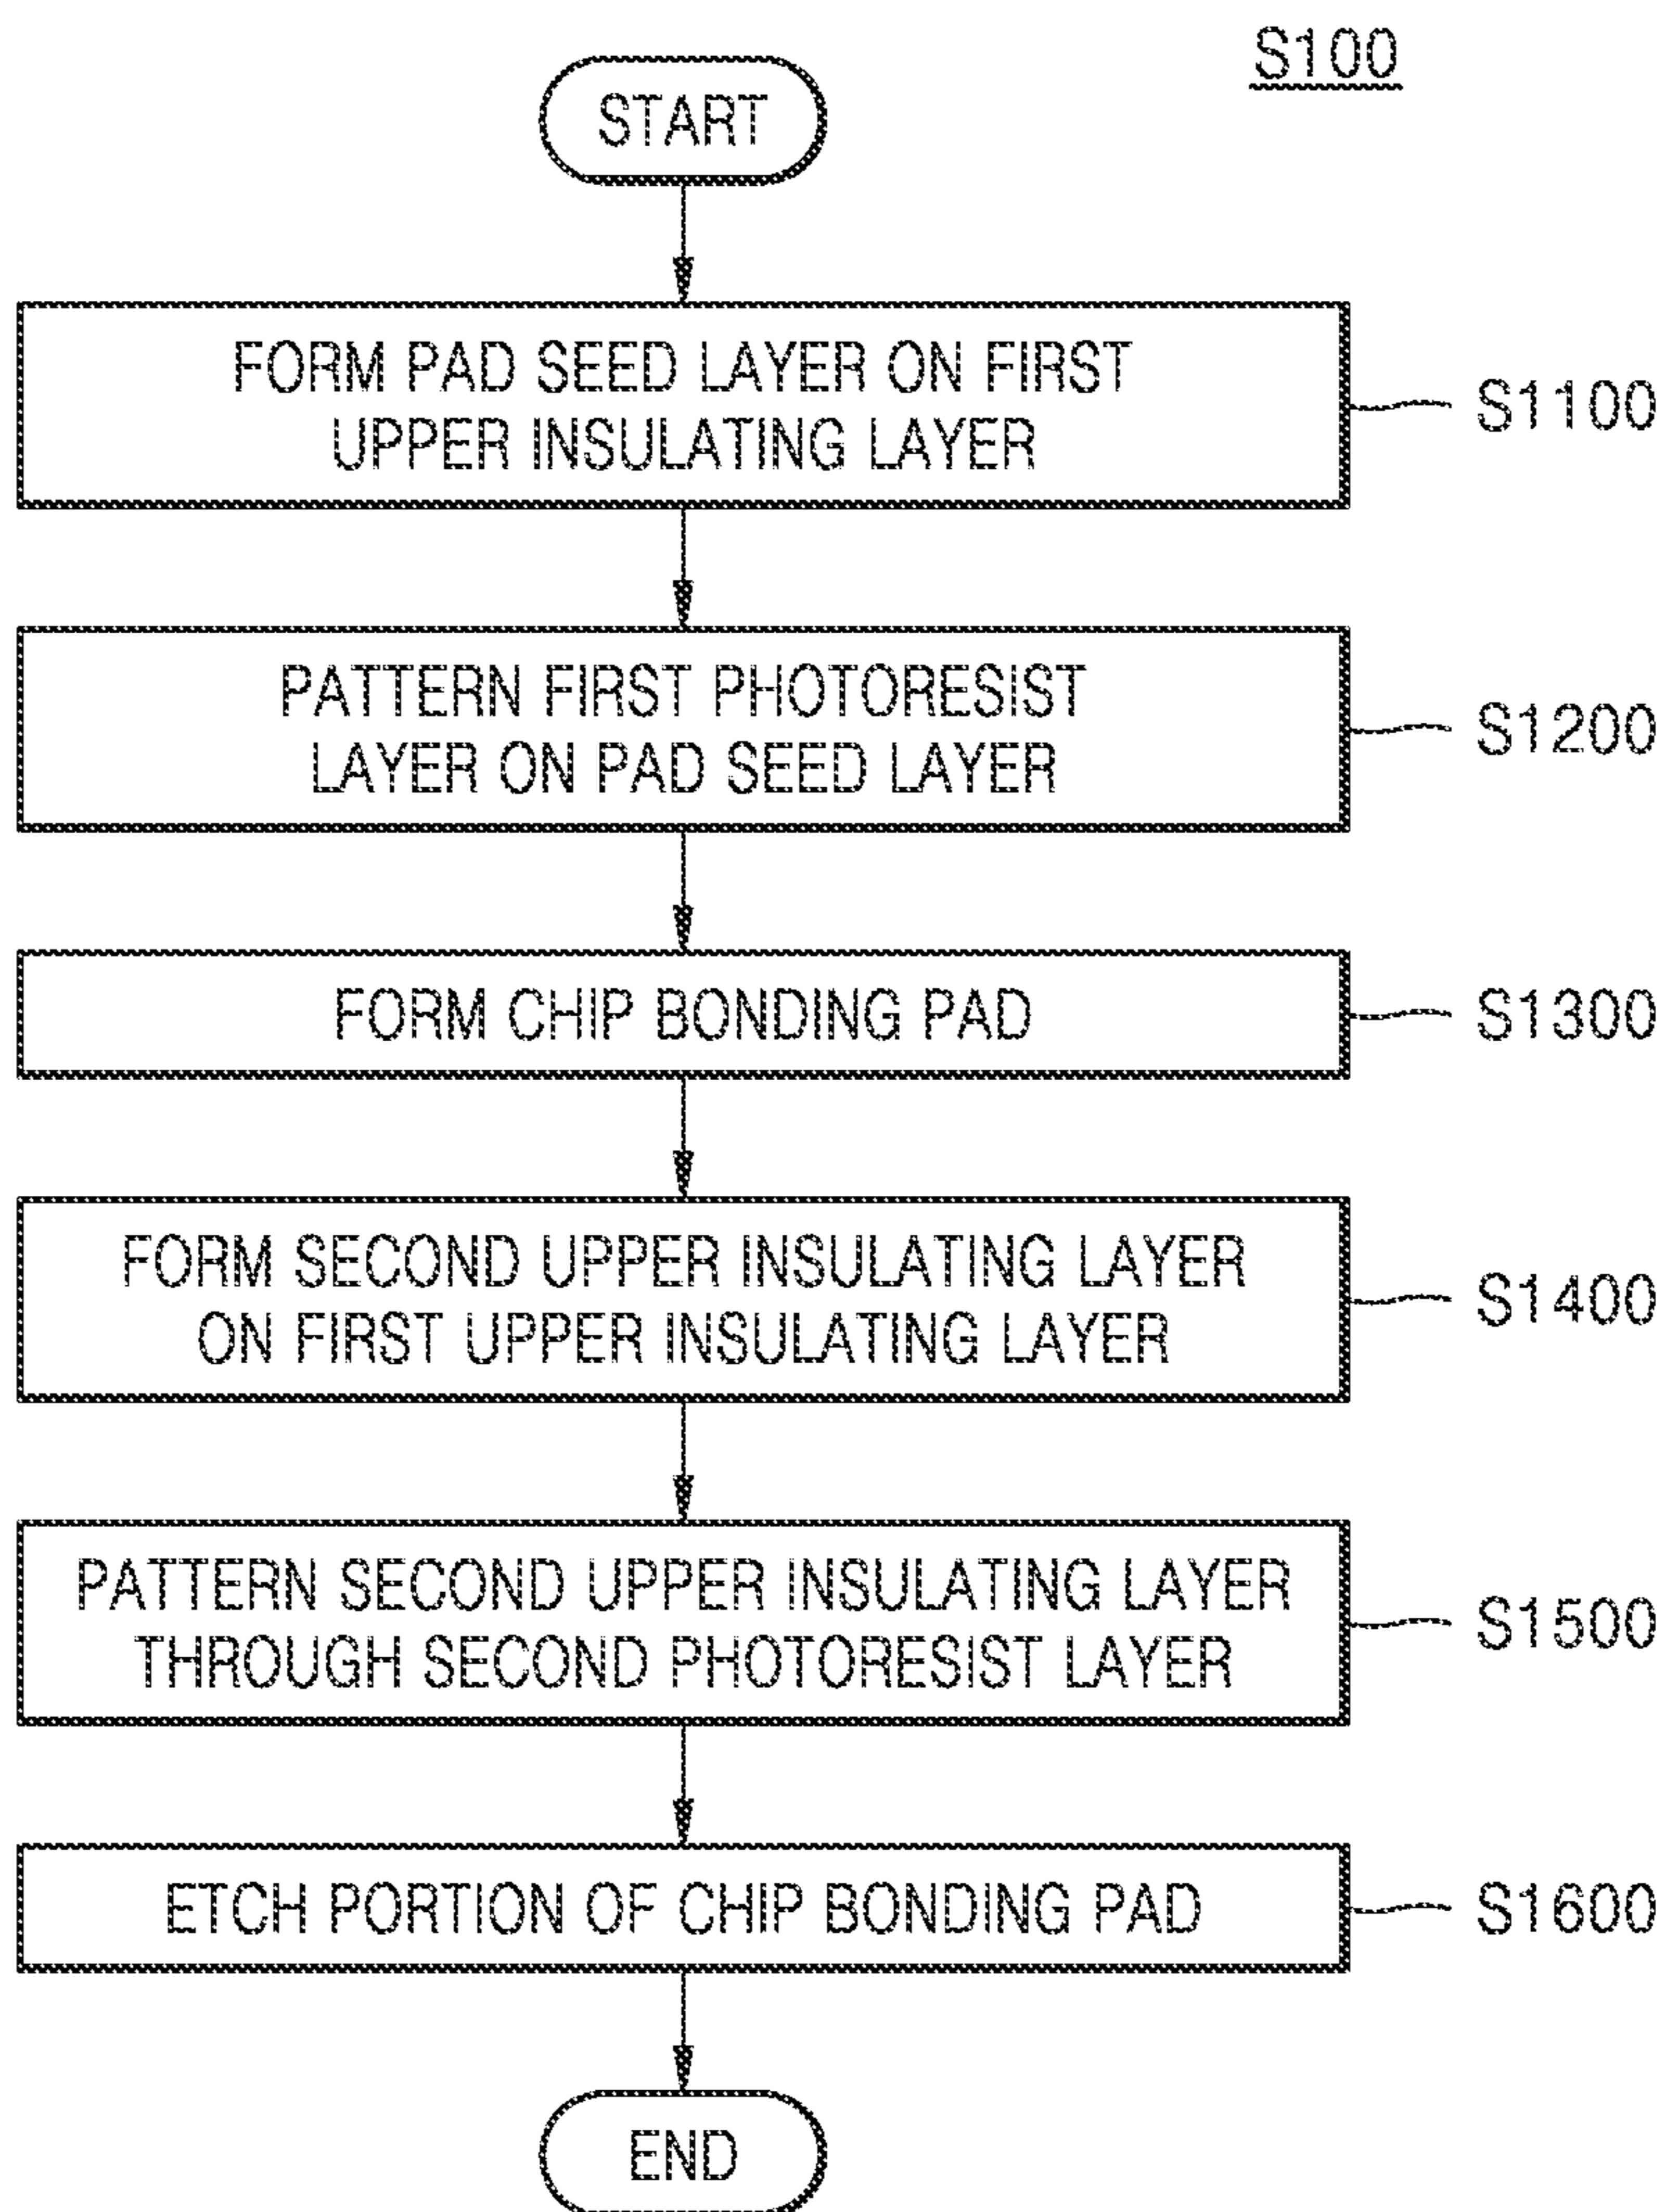 S100
START
FORM PAD SEED LAYER ON FIRST
UPPER INSULATING LAYER
S1100
PATTERN FIRST PHOTORESIST
LAYER ON PAD SEED LAYER
S1200
FORM CHIP BONDING PAD
S1300
FORM SECOND UPPER INSULATING LAYER
ON FIRST UPPER INSULATING LAYER
S1400
PATTERN SECOND UPPER INSULATING LAYER
THROUGH SECOND PHOTORESIST LAYER
S1500
ETCH PORTION OF CHIP BONDING PAD
S1600
END